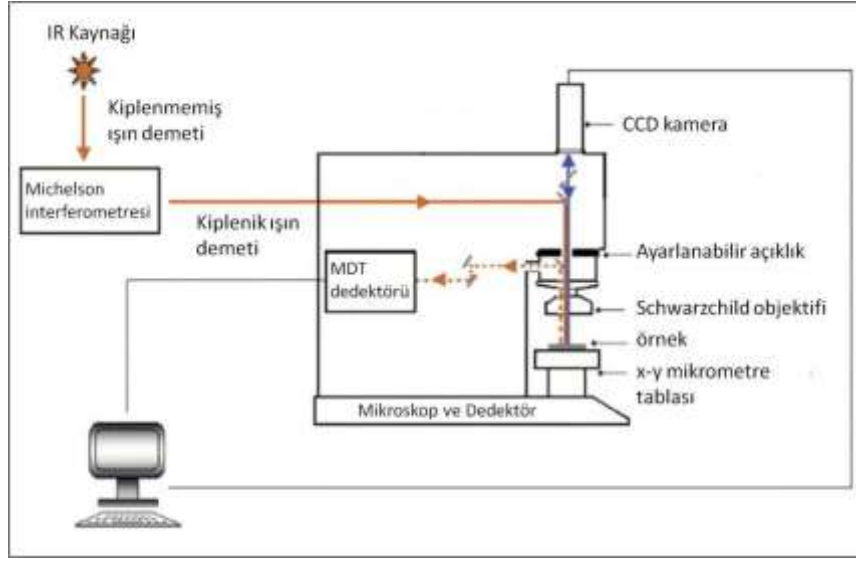 IR Kaynağı
Kiplenmemiş
ışın demeti
Michelson
interferometresi
Kiplenik ışın
demeti
MDT
dedektörü
CCD kamera
Ayarlanabilir açıklık
Schwarzchild objektifi
örnek
x-y mikrometre
tablası
Mikroskop ve Dedektör